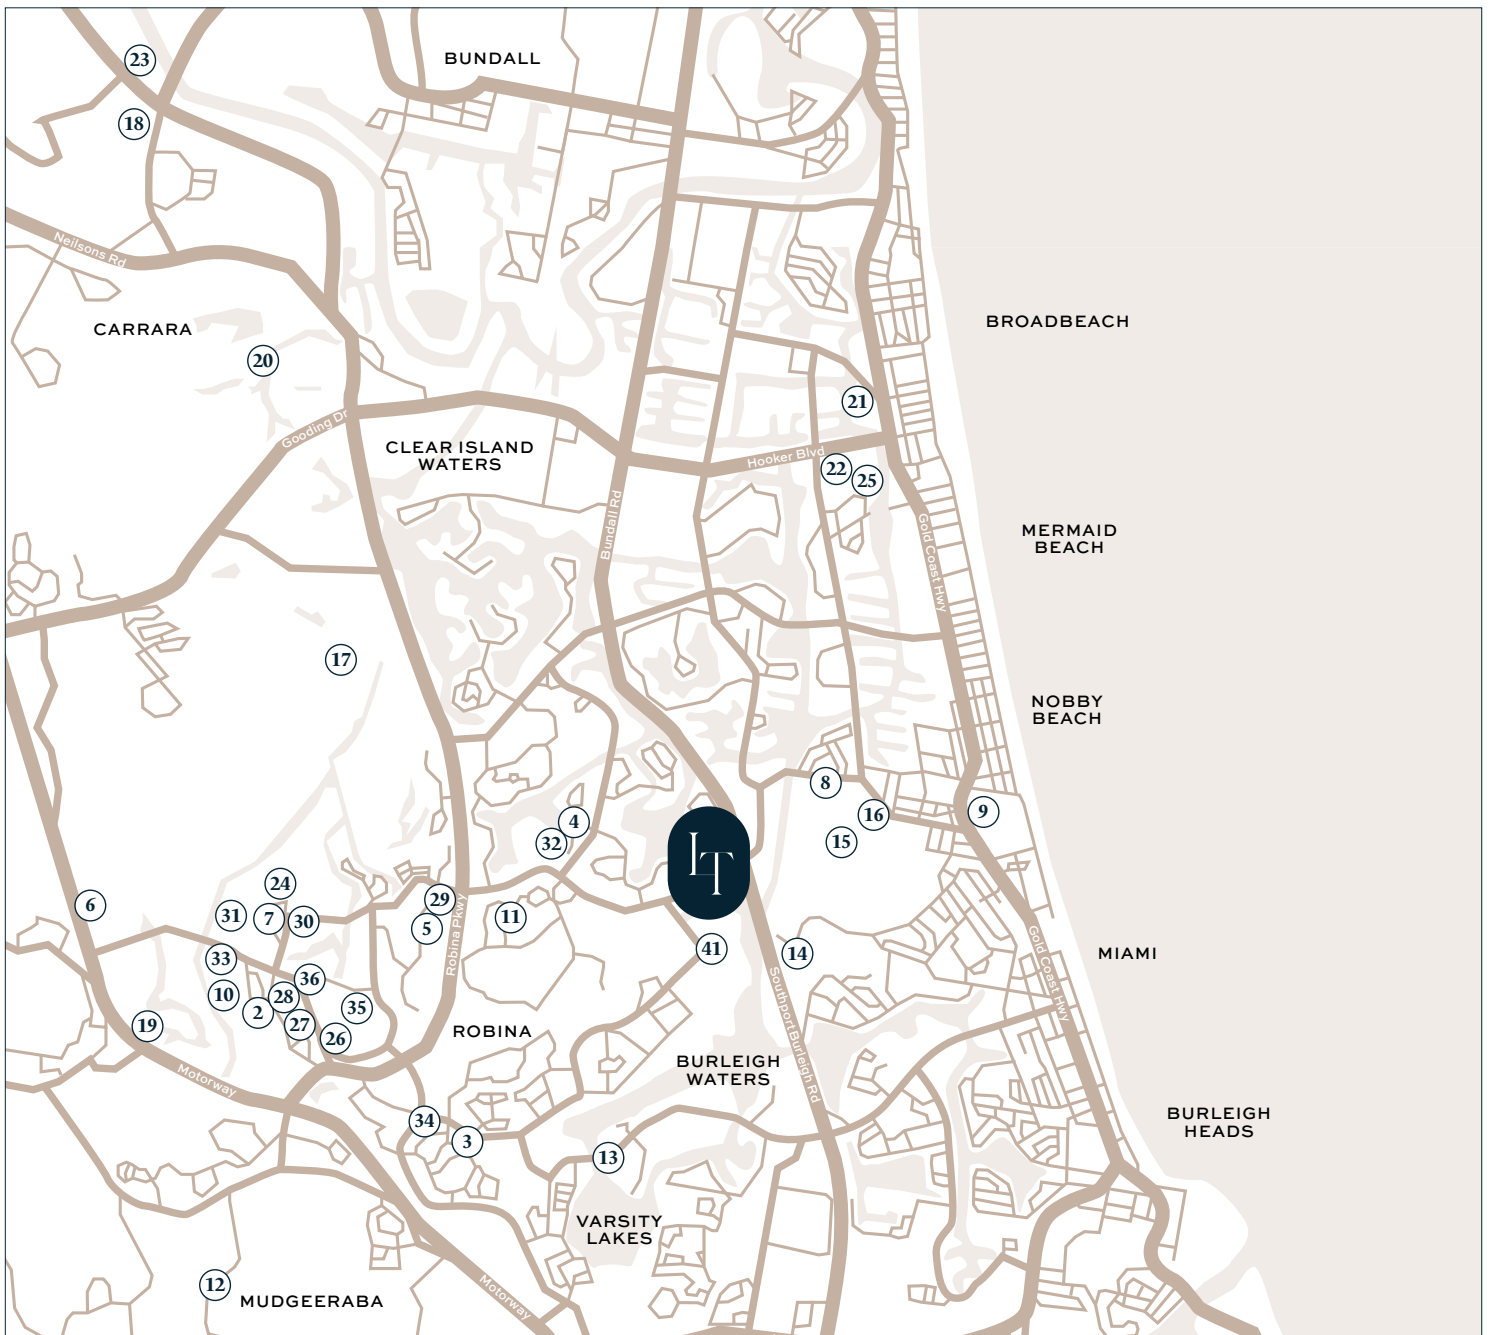 23
BUNDALL
18
Neilsons Rd
CARRARA
BROADBEACH
20
21
Gooding Dr
CLEAR ISLAND
WATERS
Hooker Blvd
22
25
Bundall Rd
Gold Coast Hwy
MERMAID
BEACH
17
NOBBY
BEACH
8
9
16
4
32
15
LT
24
29
6
31
7
30
11
5
Robina Pkwy
41
14
MIAMI
33
36
10
28
2
35
27
26
19
Gold Coast Hwy
Southport Burleigh Rd
ROBINA
BURLEIGH
WATERS
Motorway
34
3
BURLEIGH
HEADS
13
VARSITY
LAKES
12
MUDGEERABA
Motorway